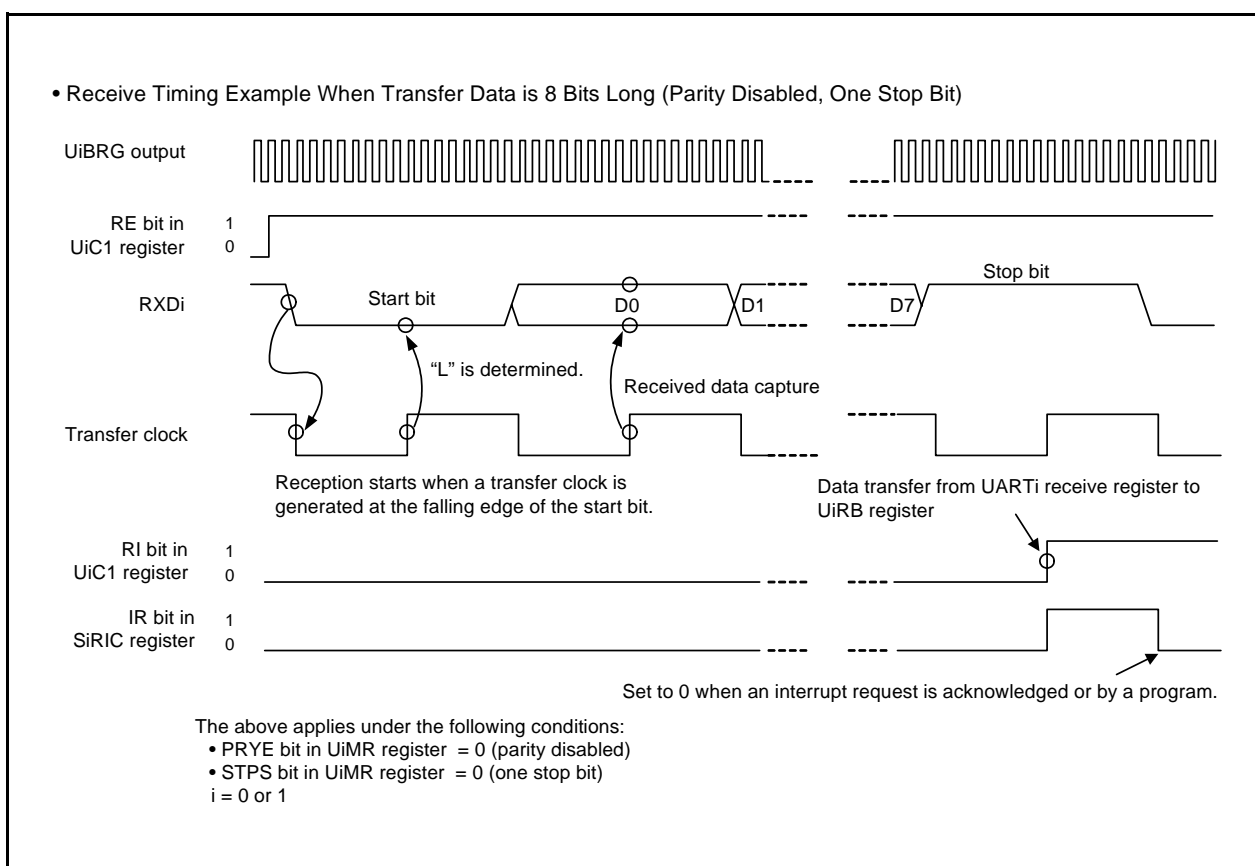 • Receive Timing Example When Transfer Data is 8 Bits Long (Parity Disabled, One Stop Bit)
UiBRG output
RE bit in
UiC1 register
1
0
RXDi
Start bit
D0
D1
D7
Stop bit
“L” is determined.
Received data capture
Transfer clock
Reception starts when a transfer clock is
generated at the falling edge of the start bit.
Data transfer from UARTi receive register to
UiRB register
RI bit in
UiC1 register
1
0
IR bit in
SiRIC register
1
0
Set to 0 when an interrupt request is acknowledged or by a program.
The above applies under the following conditions:
• PRYE bit in UiMR register = 0 (parity disabled)
• STPS bit in UiMR register = 0 (one stop bit)
i = 0 or 1